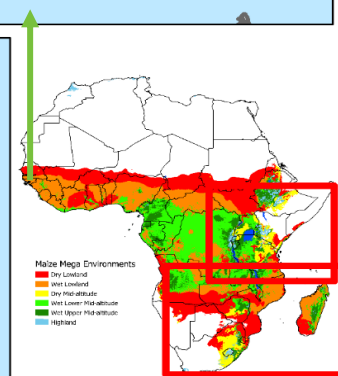 Maize Mega Environments
Dry Lowland
Wet Lowland
Dry Mid-altitude
Wet Lower Mid-altitude
Wet Upper Mid-altitude
Highland